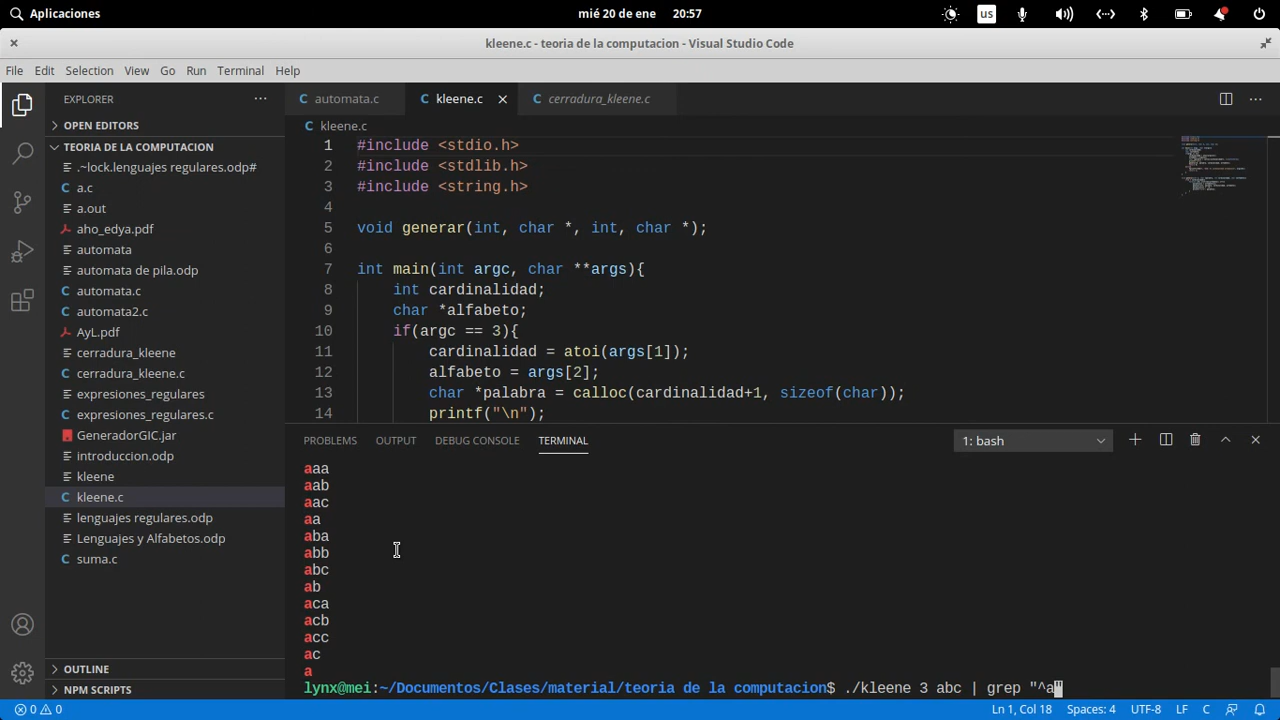 Aplicaciones
mié 20 de ene 20:57
us
kleene.c - teoria de la computacion - Visual Studio Code
File Edit Selection View Go Run Terminal Help
EXPLORER
OPEN EDITORS
TEORIA DE LA COMPUTACION
.~lock.lenguajes regulares.odp#
a.c
a.out
aho_edya.pdf
automata
automata de pila.odp
automata.c
automata2.c
AyL.pdf
cerradura_kleene
cerradura_kleene.c
expresiones_regulares
expresiones_regulares.c
GeneradorGIC.jar
introduccion.odp
kleene
kleene.c
lenguajes regulares.odp
Lenguajes y Alfabetos.odp
suma.c
OUTLINE
NPM SCRIPTS
automata.c kleene.c cerradura_kleene.c
kleene.c
1 #include <stdio.h>
2 #include <stdlib.h>
3 #include <string.h>
4
5 void generar(int, char *, int, char *);
6
7 int main(int argc, char **args){
8 int cardinalidad;
9 char *alfabeto;
10 if(argc == 3){
11 cardinalidad = atoi(args[1]);
12 alfabeto = args[2];
13 char *palabra = calloc(cardinalidad+1, sizeof(char));
14 printf("\n");
PROBLEMS OUTPUT DEBUG CONSOLE TERMINAL 1: bash
aaa
aab
aac
aa
aba
abb
abc
ab
aca
acb
acc
ac
a
lynx@mei:~/Documentos/Clases/material/teoria de la computacion$ ./kleene 3 abc | grep "^a"
0 0 Ln 1, Col 18 Spaces: 4 UTF-8 LF C